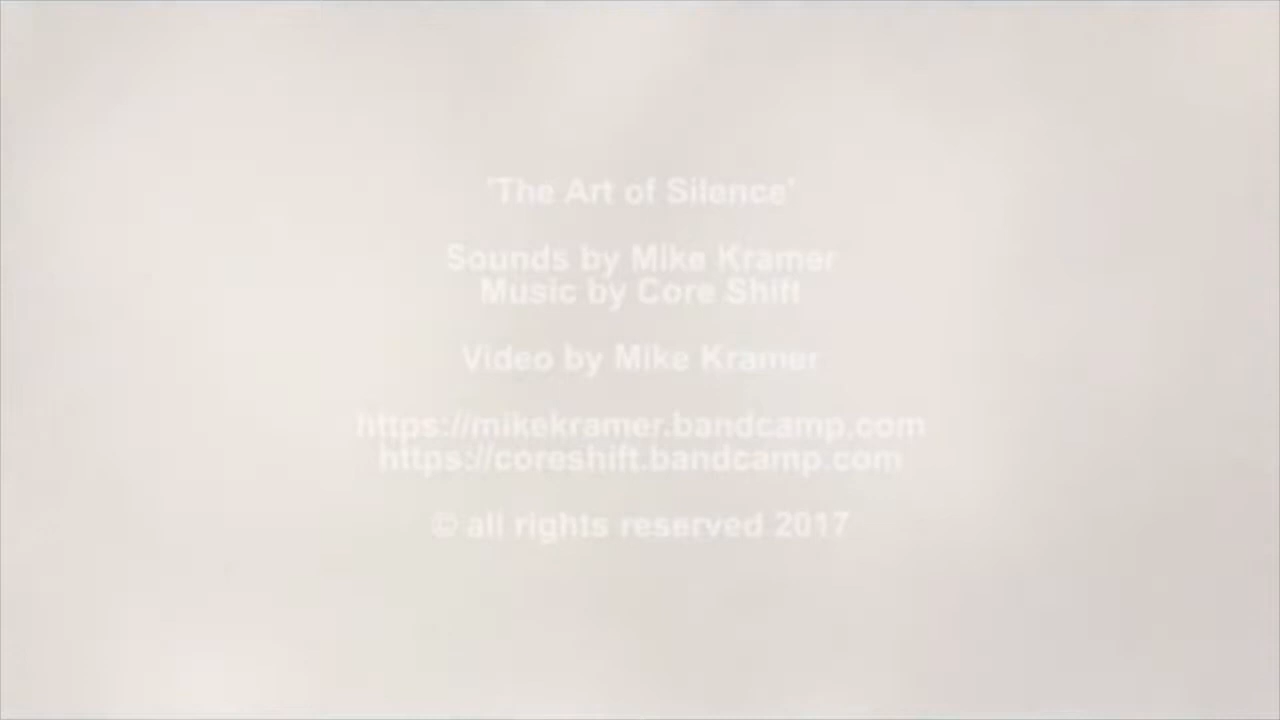 'The Art of Silence'
Sounds by Mike Kramer
Music by Core Shift
Video by Mike Kramer
https://mikekramer.bandcamp.com
https://coreshift.bandcamp.com
© all rights reserved 2017